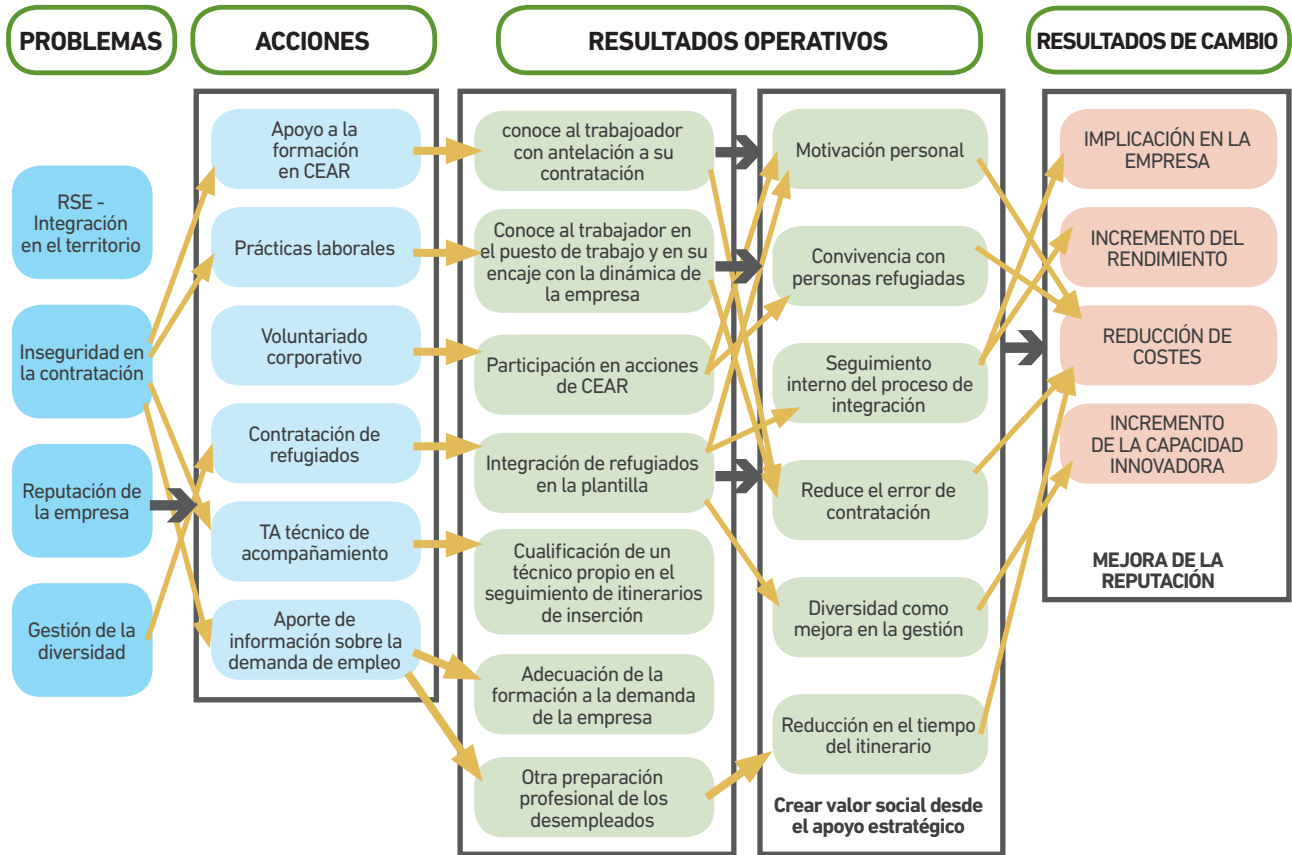 PROBLEMAS
ACCIONES
RESULTADOS OPERATIVOS
RESULTADOS DE CAMBIO
RSE -
Integración
en el territorio
Inseguridad en
la contratación
Reputación de
la empresa
Gestión de la
diversidad
Apoyo a la
formación
en CEAR
Prácticas laborales
Voluntariado
corporativo
Contratación de
refugiados
TA técnico de
acompañamiento
Aporte de
información sobre la
demanda de empleo
conoce al trabajoador
con antelación a su
contratación
Conoce al trabajador en
el puesto de trabajo y en su
encaje con la dinámica de
la empresa
Participación en acciones
de CEAR
Integración de refugiados
en la plantilla
Cualificación de un
técnico propio en el
seguimiento de itinerarios
de inserción
Adecuación de la
formación a la demanda
de la empresa
Otra preparación
profesional de los
desempleados
Motivación personal
Convivencia con
personas refugiadas
Seguimiento
interno del proceso de
integración
Reduce el error de
contratación
Diversidad como
mejora en la gestión
Reducción en el tiempo
del itinerario
Crear valor social desde
el apoyo estratégico
IMPLICACIÓN EN LA
EMPRESA
INCREMENTO DEL
RENDIMIENTO
REDUCCIÓN DE
COSTES
INCREMENTO
DE LA CAPACIDAD
INNOVADORA
MEJORA DE LA
REPUTACIÓN